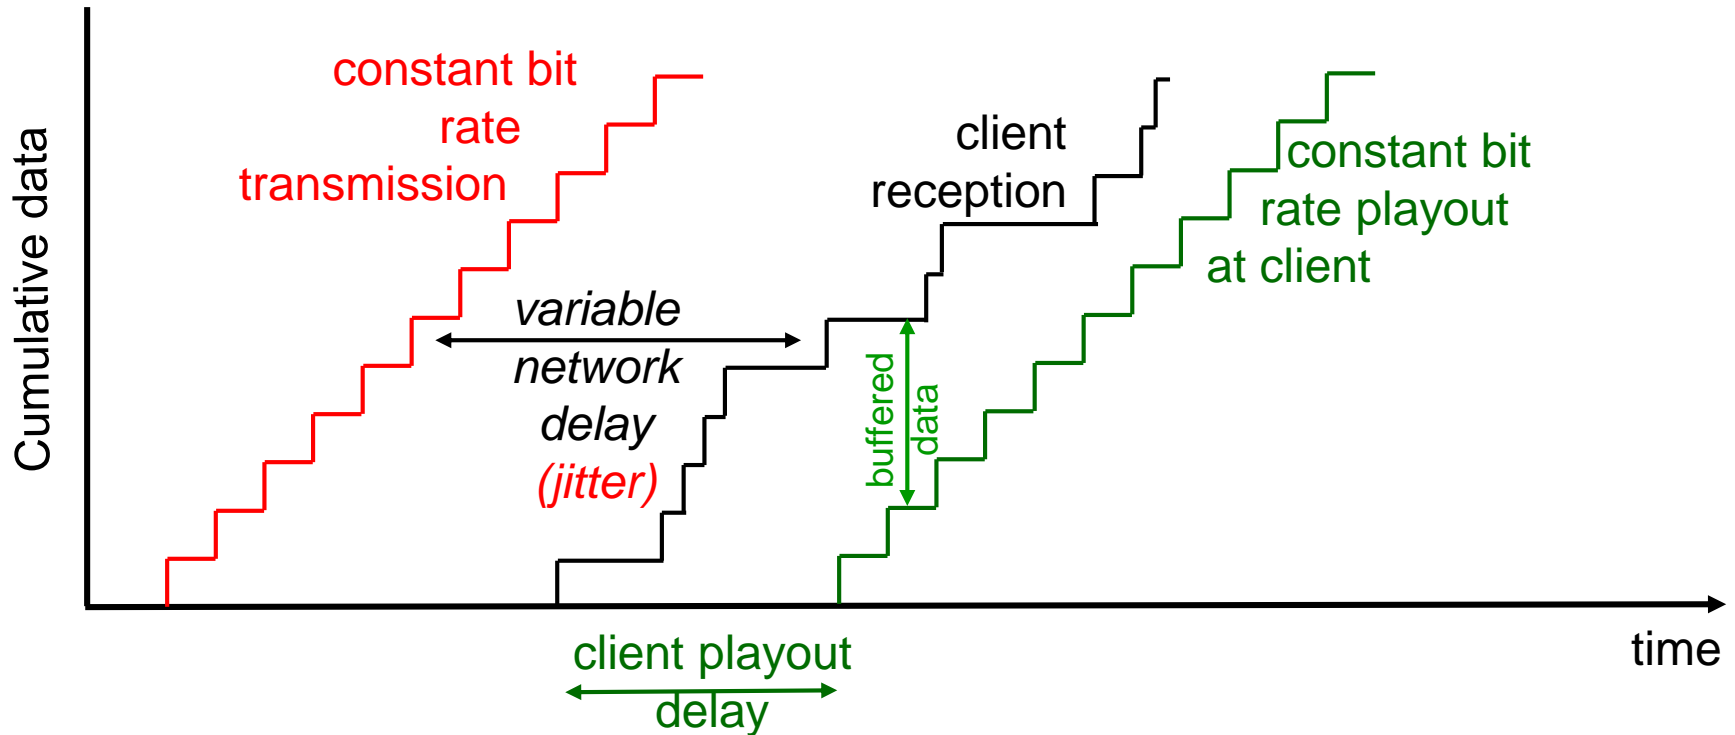 Cumulative data
constant bit
rate
transmission
variable
network
delay
(jitter)
client
reception
buffered
data
constant bit
rate playout
at client
time
client playout
delay